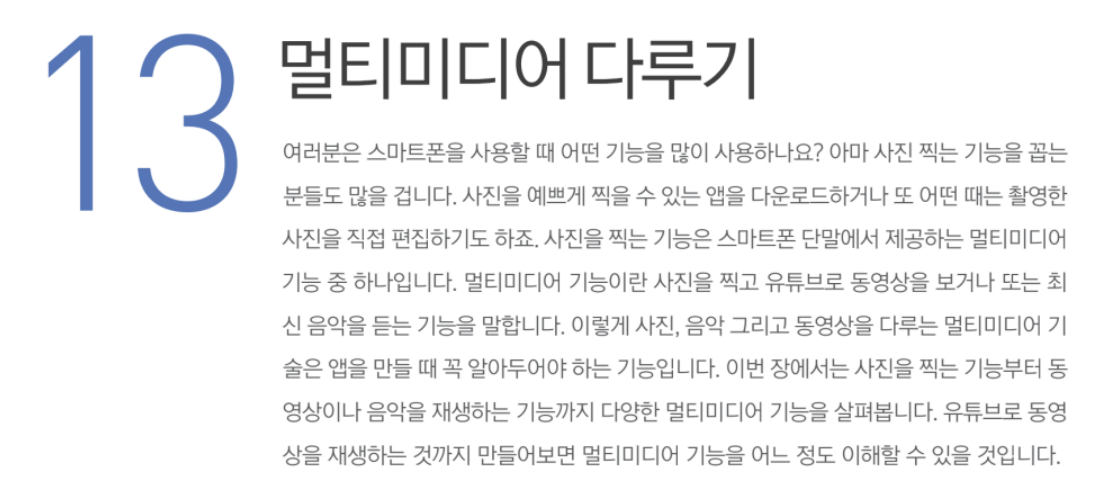 13
멀티미디어 다루기
여러분은 스마트폰을 사용할 때 어떤 기능을 많이 사용하나요? 아마 사진 찍는 기능을 꼽는
분들도 많을 겁니다. 사진을 예쁘게 찍을 수 있는 앱을 다운로드하거나 또 어떤 때는 촬영한
사진을 직접 편집하기도 하죠. 사진을 찍는 기능은 스마트폰 단말에서 제공하는 멀티미디어
기능 중 하나입니다. 멀티미디어 기능이란 사진을 찍고 유튜브로 동영상을 보거나 또는 최
신 음악을 듣는 기능을 말합니다. 이렇게 사진, 음악 그리고 동영상을 다루는 멀티미디어 기
술은 앱을 만들 때 꼭 알아두어야 하는 기능입니다. 이번 장에서는 사진을 찍는 기능부터 동
영상이나 음악을 재생하는 기능까지 다양한 멀티미디어 기능을 살펴봅니다. 유튜브로 동영
상을 재생하는 것까지 만들어보면 멀티미디어 기능을 어느 정도 이해할 수 있을 것입니다.